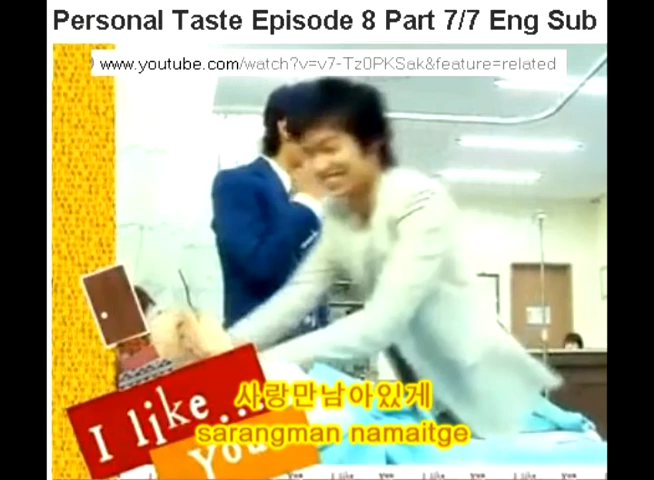 Personal Taste Episode 8 Part 7/7 Eng Sub
www.youtube.com/watch?v=v7-Tz0PKSak&feature=related
사랑만남아있게
sarangman namaitge
I like...
You